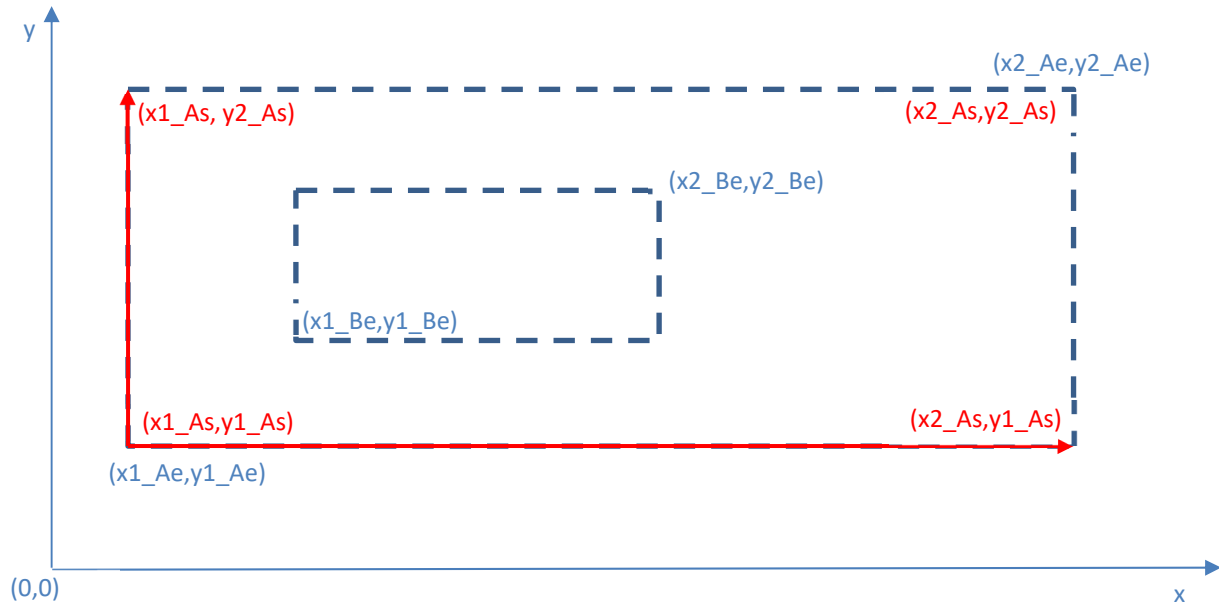 y
(x2_Ae,y2_Ae)
(x1_As, y2_As)
(x2_As,y2_As)
(x2_Be,y2_Be)
(x1_Be,y1_Be)
(x1_As,y1_As)
(x2_As,y1_As)
(x1_Ae,y1_Ae)
(0,0)
x